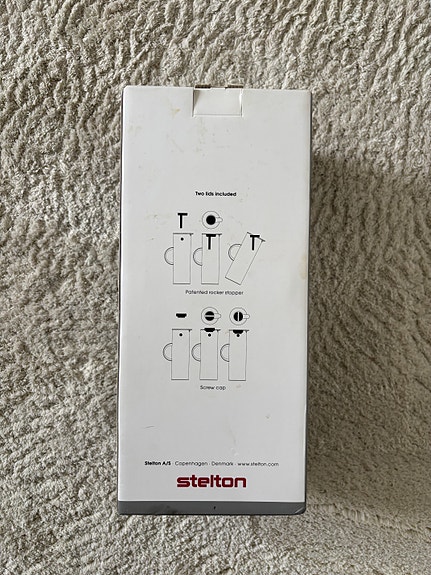 Two lids included
Patented rocker stopper
Screw cap
Stelton A/S · Copenhagen · Denmark · www.stelton.com
stelton